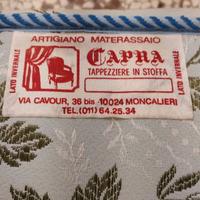 ARTIGIANO MATERASSAIO
LATO INVERNALE
CAPRA
TAPPEZZIERE IN STOFFA
LATO INVERNALE
VIA CAVOUR, 36 bis - 10024 MONCALIERI
TEL. (011) 64.25.34